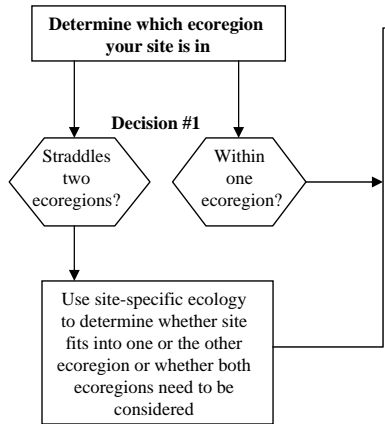 Determine which ecoregion
your site is in
Decision #1
Straddles
two
ecoregions?
Within
one
ecoregion?
Use site-specific ecology
to determine whether site
fits into one or the other
ecoregion or whether both
ecoregions need to be
considered